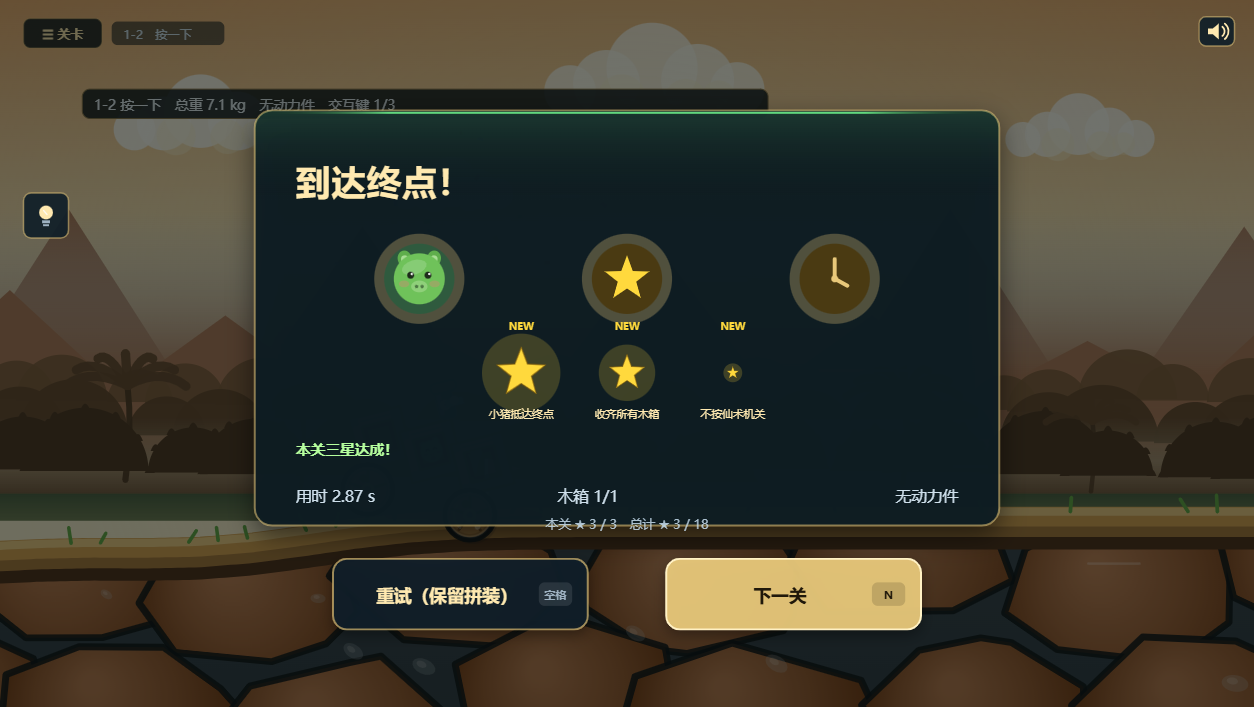 ☰ 关卡
1-2 按一下
1-2 按一下 总重 7.1 kg 无动力件 交互键 1/3
到达终点!
NEW NEW NEW
小猪抵达终点 收齐所有木箱 不按仙术机关
本关三星达成!
用时 2.87 s 木箱 1/1 无动力件
本关 ★ 3 / 3 总计 ★ 3 / 18
重试（保留拼装） 空格
下一关 N